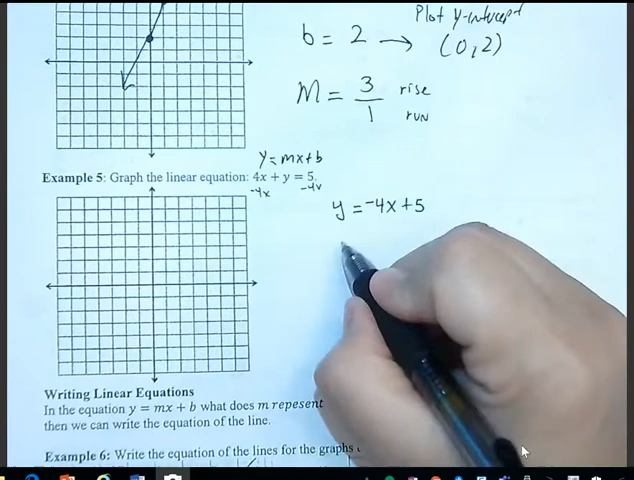 Plot y-intercept
b = 2 → (0,2)
M = 3/1 rise
run
y = mx + b
Example 5: Graph the linear equation: 4x + y = 5.
-4x -4x
y = -4x + 5
Writing Linear Equations
In the equation y = mx + b what does m repesent
then we can write the equation of the line.
Example 6: Write the equation of the lines for the graphs